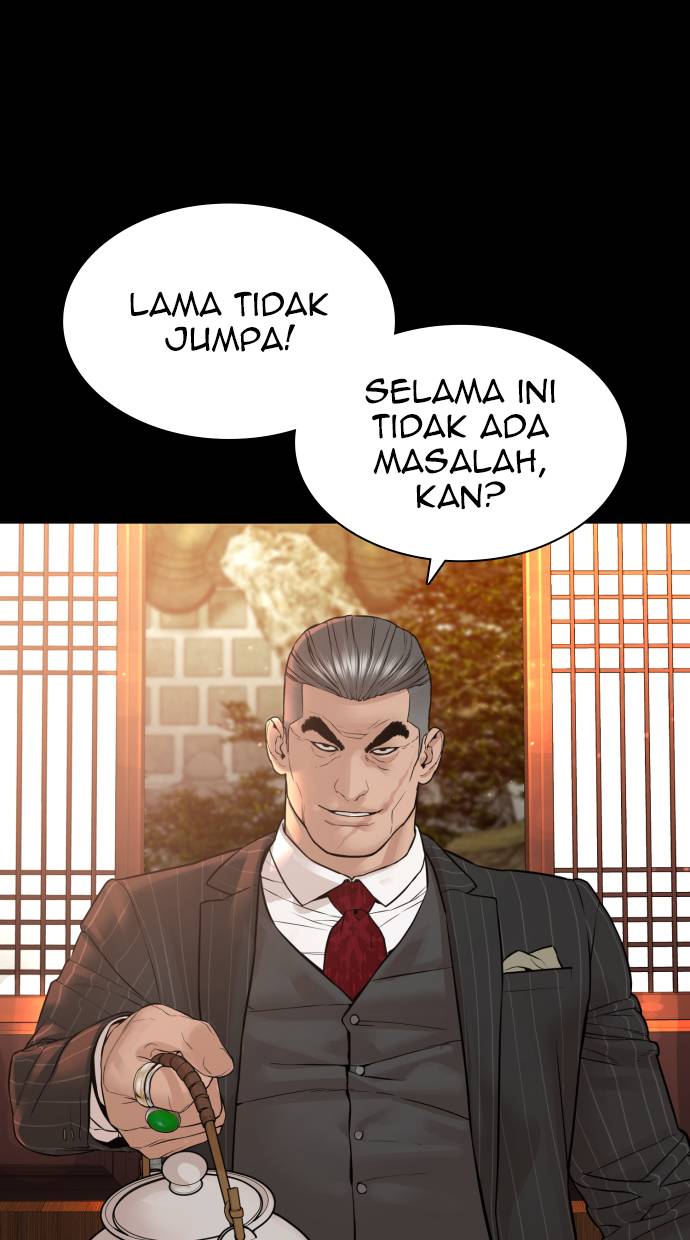 LAMA TIDAK
JUMPA!
SELAMA INI
TIDAK ADA
MASALAH,
KAN?